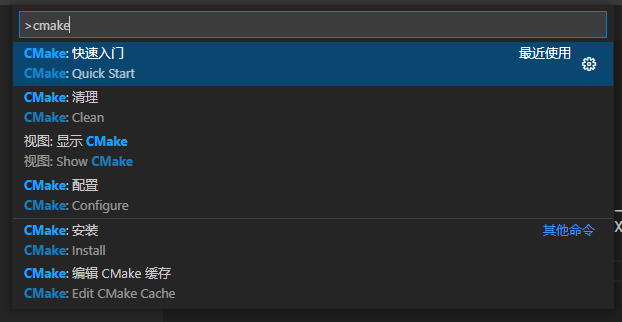 >cmake
CMake: 快速入门 最近使用
CMake: Quick Start
CMake: 清理
CMake: Clean
视图: 显示 CMake
视图: Show CMake
CMake: 配置
CMake: Configure
CMake: 安装 其他命令
CMake: Install
CMake: 编辑 CMake 缓存
CMake: Edit CMake Cache